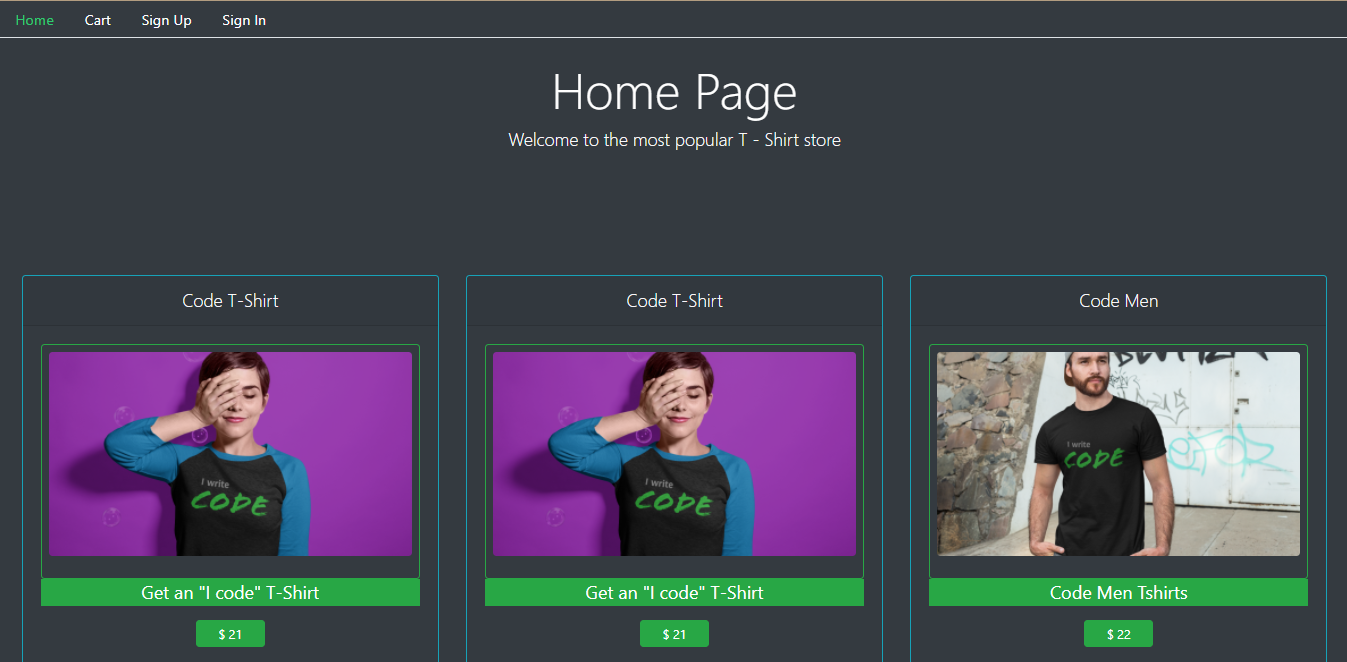 Home Cart Sign Up Sign In
Home Page
Welcome to the most popular T - Shirt store
Code T-Shirt
I write
CODE
Get an "I code" T-Shirt
$ 21
Code T-Shirt
I write
CODE
Get an "I code" T-Shirt
$ 21
Code Men
I write
CODE
Code Men Tshirts
$ 22